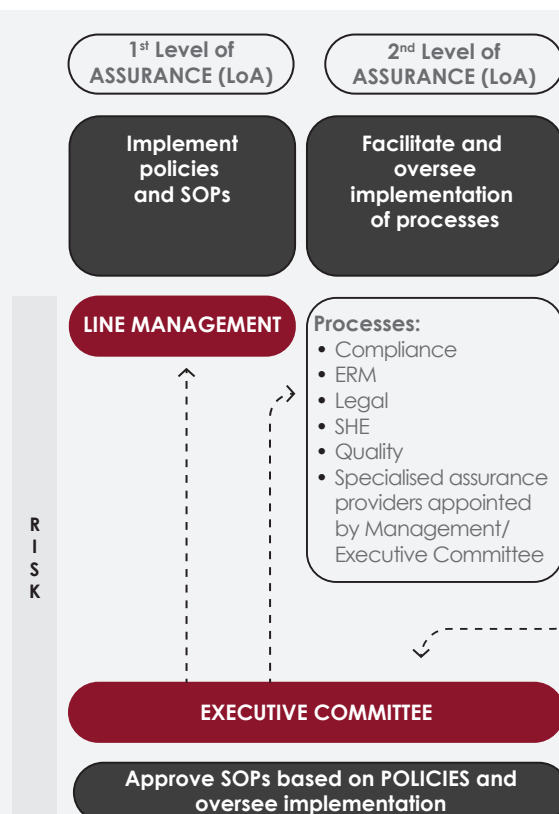 1st Level of
ASSURANCE (LoA)
2nd Level of
ASSURANCE (LoA)
Implement
policies
and SOPs
Facilitate and
oversee
implementation
of processes
LINE MANAGEMENT
Processes:
• Compliance
• ERM
• Legal
• SHE
• Quality
• Specialised assurance
providers appointed
by Management/
Executive Committee
R
I
S
K
EXECUTIVE COMMITTEE
Approve SOPs based on POLICIES and
oversee implementation